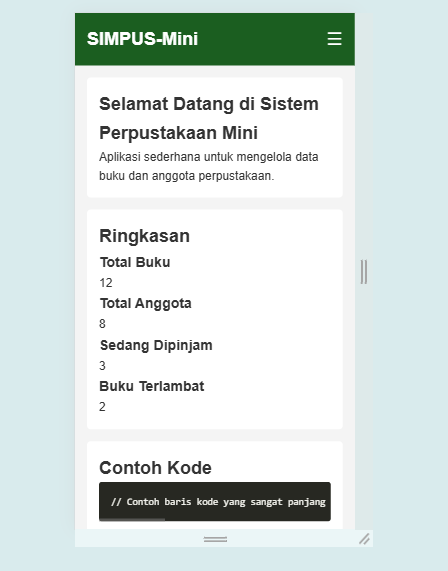 SIMPUS-Mini ☰
Selamat Datang di Sistem
Perpustakaan Mini
Aplikasi sederhana untuk mengelola data
buku dan anggota perpustakaan.
Ringkasan
Total Buku
12
Total Anggota
8
Sedang Dipinjam
3
Buku Terlambat
2
Contoh Kode
// Contoh baris kode yang sangat panjang